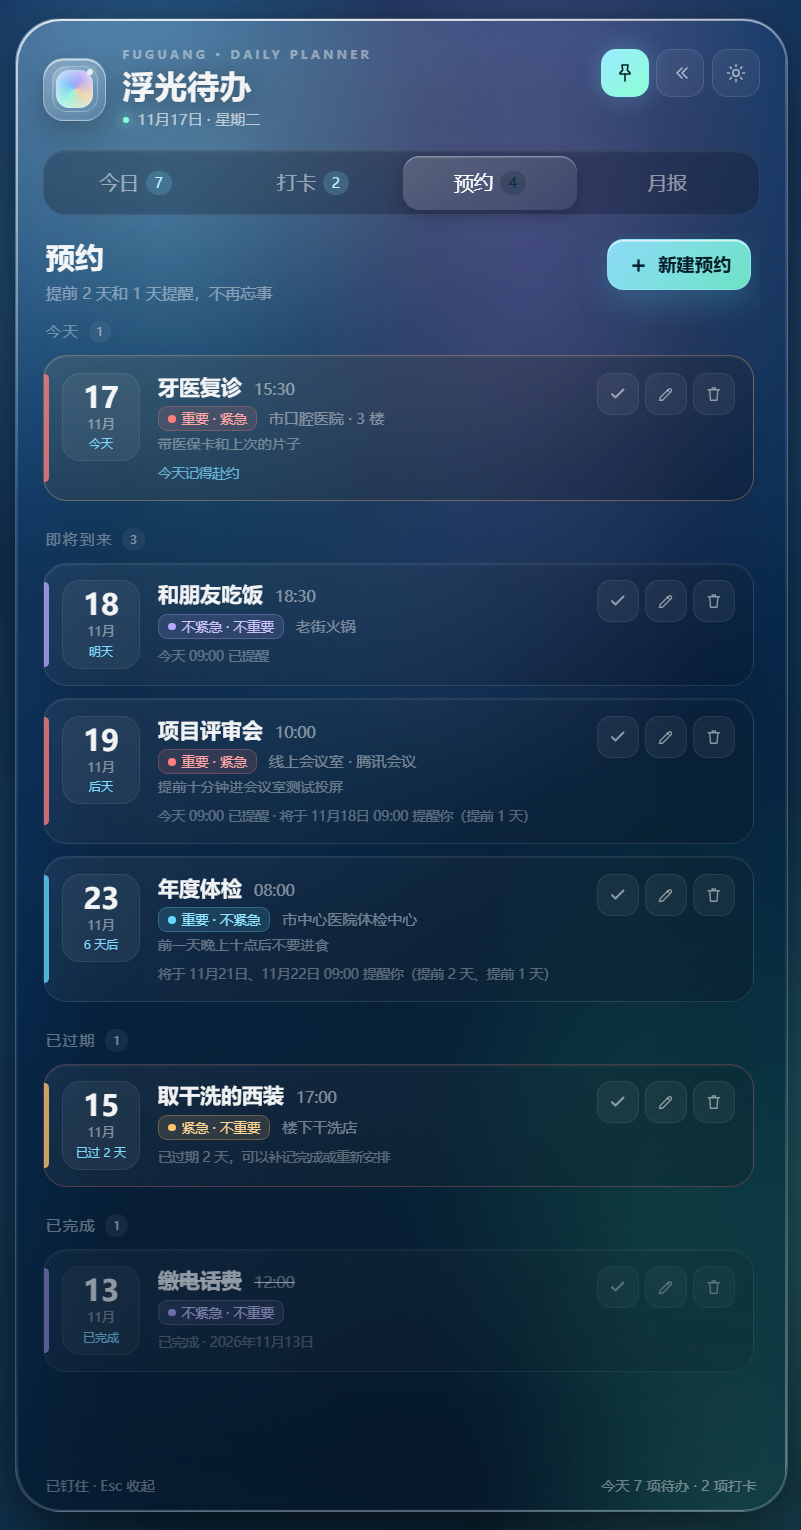 FUGUANG · DAILY PLANNER
浮光待办
11月17日 · 星期二
今日 7 打卡 2 预约 4 月报
预约
+ 新建预约
提前 2 天和 1 天提醒，不再忘事
今天 1
17
11月
今天
牙医复诊 15:30
重要 · 紧急 市口腔医院 · 3 楼
带医保卡和上次的片子
今天记得赴约
即将到来 3
18
11月
明天
和朋友吃饭 18:30
不紧急 · 不重要 老街火锅
今天 09:00 已提醒
19
11月
后天
项目评审会 10:00
重要 · 紧急 线上会议室 · 腾讯会议
提前十分钟进会议室测试投屏
今天 09:00 已提醒 · 将于 11月18日 09:00 提醒你（提前 1 天）
23
11月
6 天后
年度体检 08:00
重要 · 不紧急 市中心医院体检中心
前一天晚上十点后不要进食
将于 11月21日、11月22日 09:00 提醒你（提前 2 天、提前 1 天）
已过期 1
15
11月
已过 2 天
取干洗的西装 17:00
紧急 · 不重要 楼下干洗店
已过期 2 天，可以补记完成或重新安排
已完成 1
13
11月
已完成
缴电话费 12:00
不紧急 · 不重要
已完成 · 2026年11月13日
已钉住 · Esc 收起
今天 7 项待办 · 2 项打卡